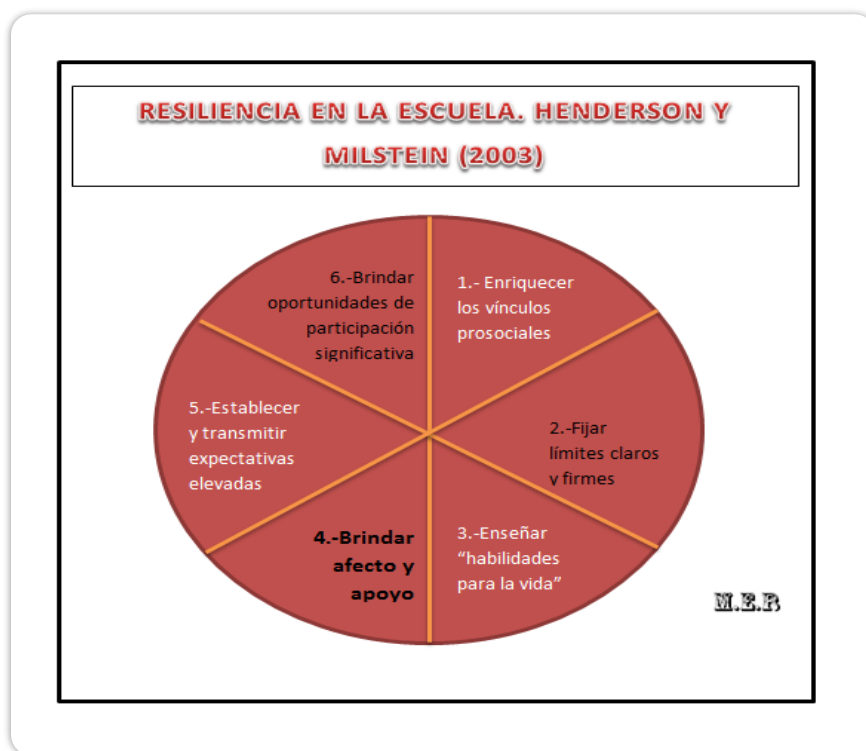 RESILIENCIA EN LA ESCUELA. HENDERSON Y
MILSTEIN (2003)
1.- Enriquecer
los vínculos
prosociales
2.-Fijar
límites claros
y firmes
3.-Enseñar
“habilidades
para la vida”
4.-Brindar
afecto y
apoyo
5.-Establecer
y transmitir
expectativas
elevadas
6.-Brindar
oportunidades de
participación
significativa
M.E.R